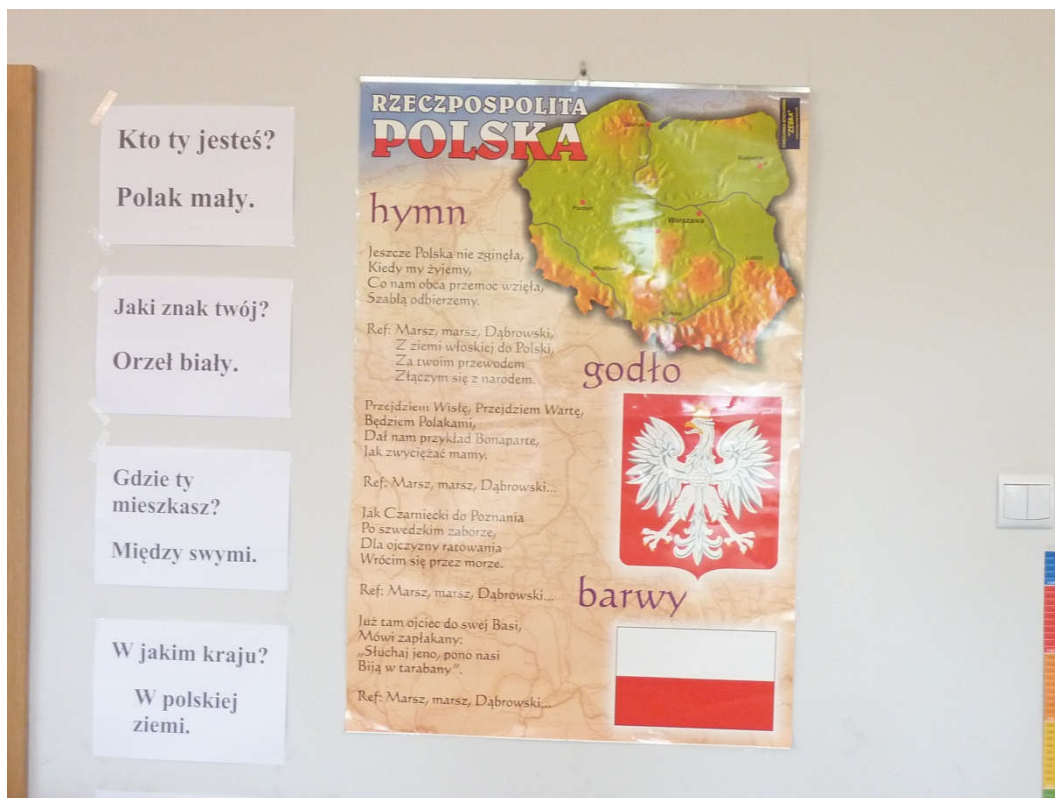 Kto ty jesteś?
Polak mały.
Jaki znak twój?
Orzeł biały.
Gdzie ty
mieszkasz?
Między swymi.
W jakim kraju?
W polskiej
ziemi.
RZECZPOSPOLITA
POLSKA
hymn
Jeszcze Polska nie zginęła,
Kiedy my żyjemy,
Co nam obca przemoc wzięła,
Szablą odbierzemy.
Ref: Marsz, marsz, Dąbrowski,
Z ziemi włoskiej do Polski,
Za twoim przewodem
Złączym się z narodem.
Przejdziem Wisłę, Przejdziem Wartę,
Będziem Polakami,
Dał nam przykład Bonaparte,
Jak zwyciężać mamy.
Ref: Marsz, marsz, Dąbrowski...
Jak Czarniecki do Poznania
Po szwedzkim zaborze,
Dla ojczyzny ratowania
Wrócim się przez morze.
Ref: Marsz, marsz, Dąbrowski...
Już tam ojciec do swej Basi,
Mówi zapłakany:
„Słuchaj jeno, pono nasi
Biją w tarabany”.
Ref: Marsz, marsz, Dąbrowski...
Białystok
Poznań
Warszawa
Wrocław
Lublin
Kraków
godło
barwy